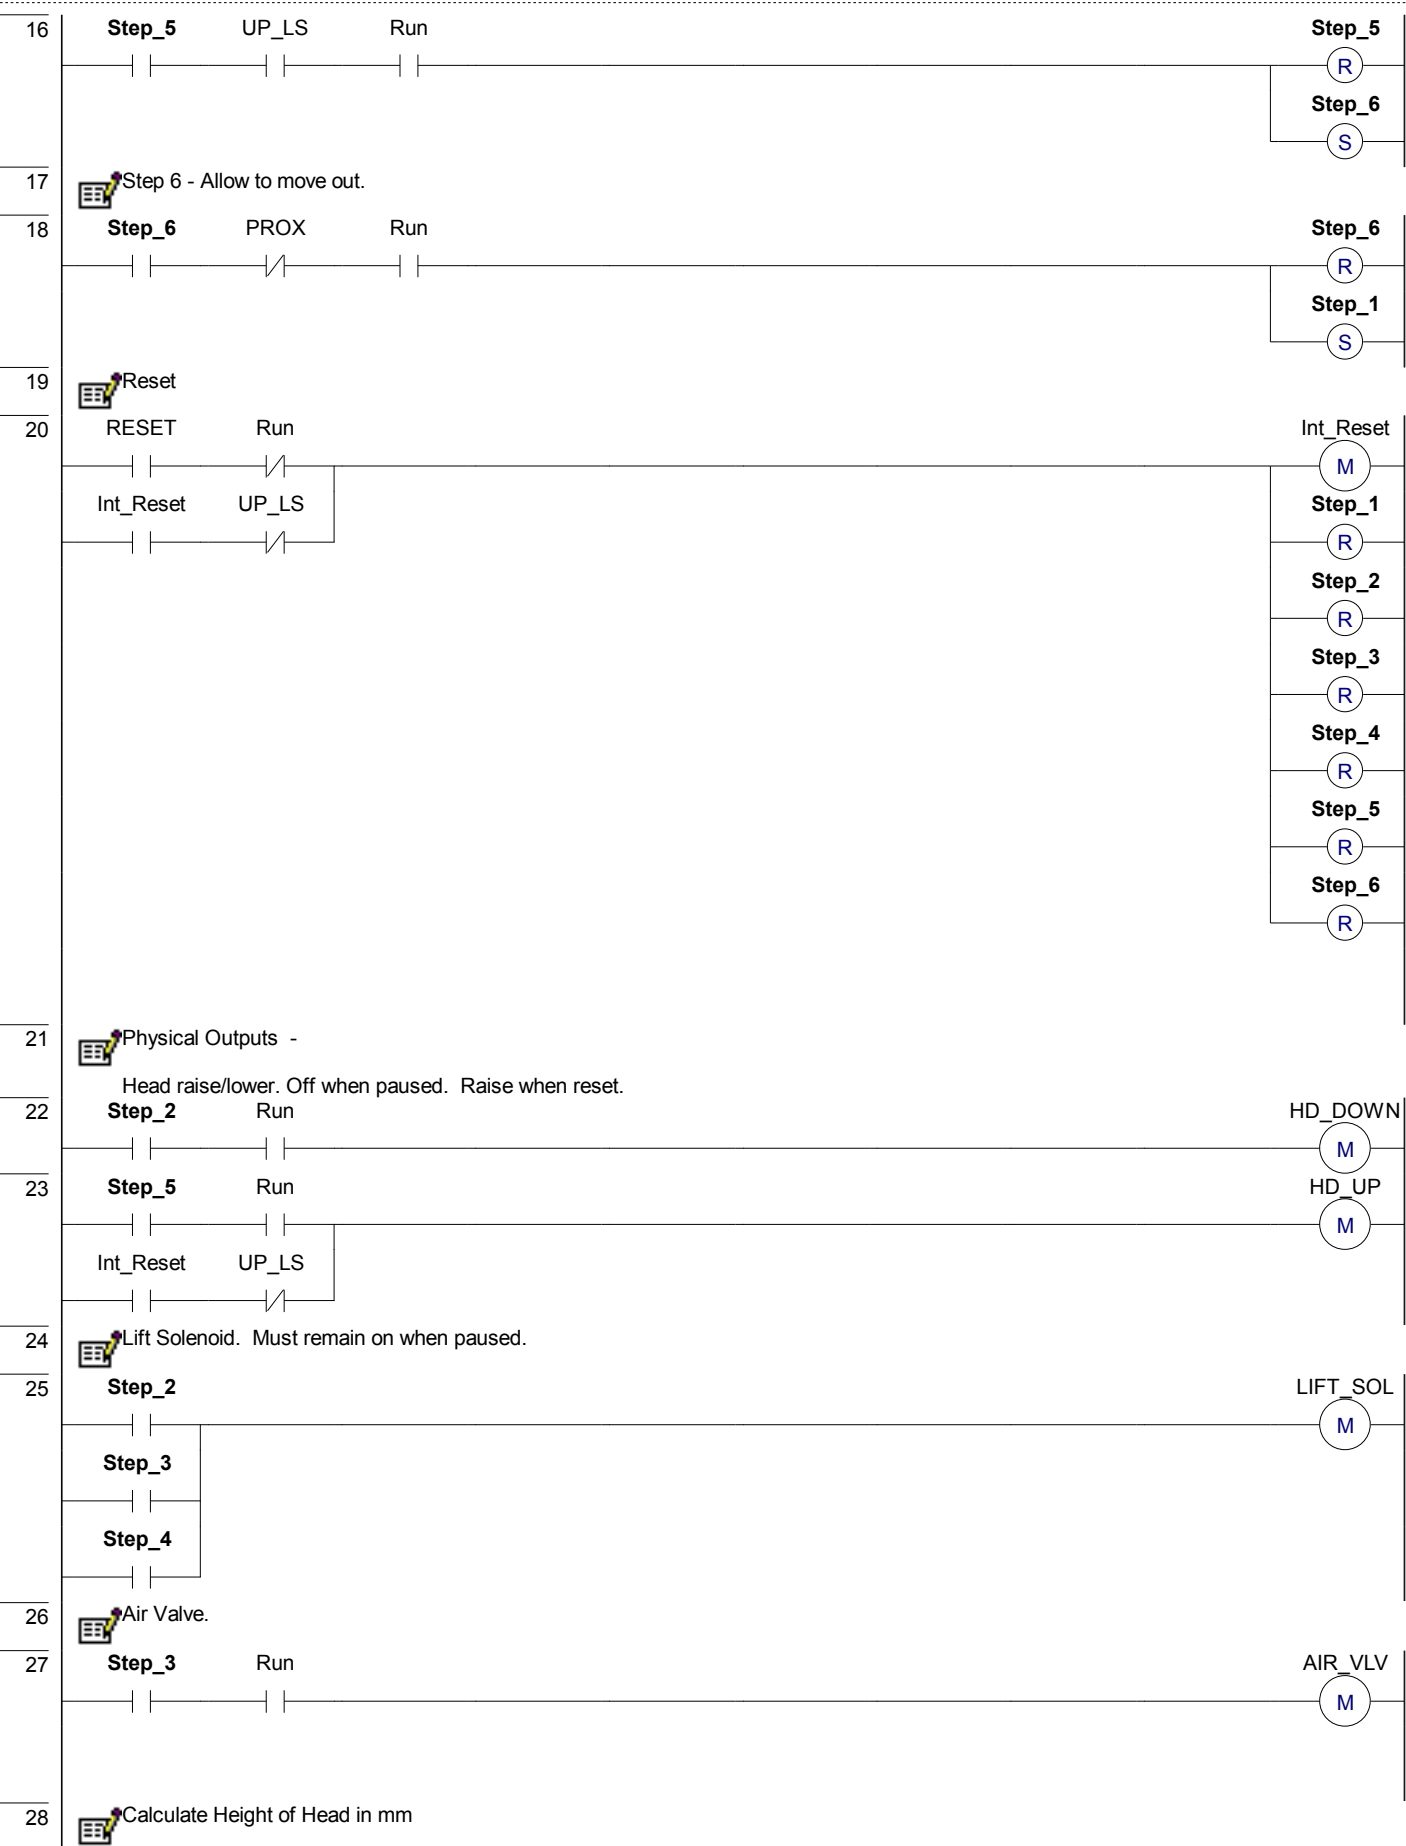 16 Step_5 UP_LS Run Step_5
R
Step_6
S
17 Step 6 - Allow to move out.
18 Step_6 PROX Run Step_6
R
Step_1
S
19 Reset
20 RESET Run Int_Reset
M
Int_Reset UP_LS Step_1
R
Step_2
R
Step_3
R
Step_4
R
Step_5
R
Step_6
R
21 Physical Outputs -
Head raise/lower. Off when paused. Raise when reset.
22 Step_2 Run HD_DOWN
M
23 Step_5 Run HD_UP
M
Int_Reset UP_LS
24 Lift Solenoid. Must remain on when paused.
25 Step_2 LIFT_SOL
M
Step_3
Step_4
26 Air Valve.
27 Step_3 Run AIR_VLV
M
28 Calculate Height of Head in mm